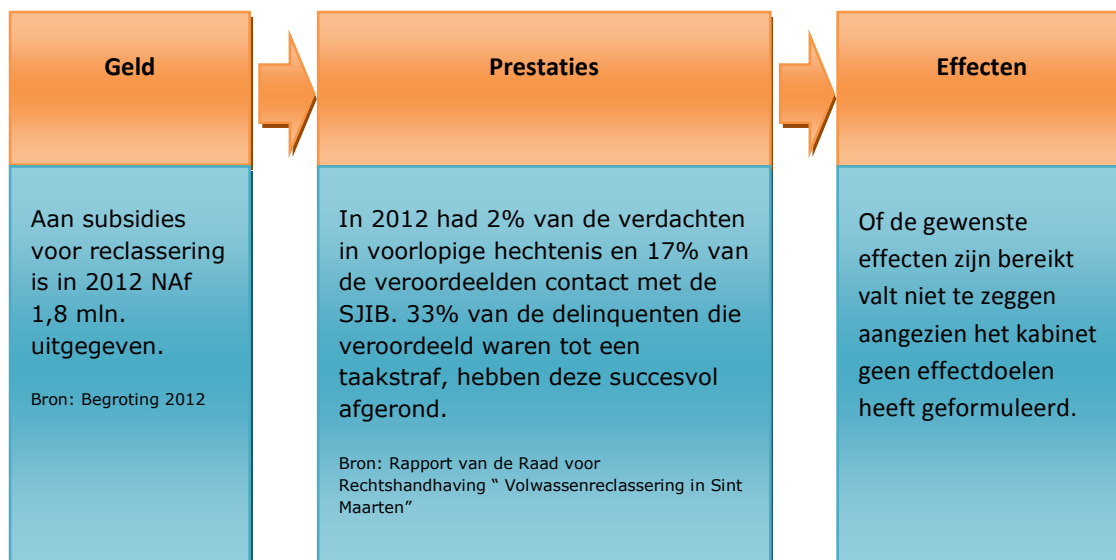 Geld
Aan subsidies
voor reclassering
is in 2012 NAf
1,8 mln.
uitgegeven.
Bron: Begroting 2012
Prestaties
In 2012 had 2% van de verdachten
in voorlopige hechtenis en 17% van
de veroordeelden contact met de
SJIB. 33% van de delinquenten die
veroordeeld waren tot een
taakstraf, hebben deze succesvol
afgerond.
Bron: Rapport van de Raad voor
Rechtshandhaving “ Volwassenreclassering in Sint
Maarten”
Effecten
Of de gewenste
effecten zijn bereikt
valt niet te zeggen
aangezien het kabinet
geen effectdoelen
heeft geformuleerd.